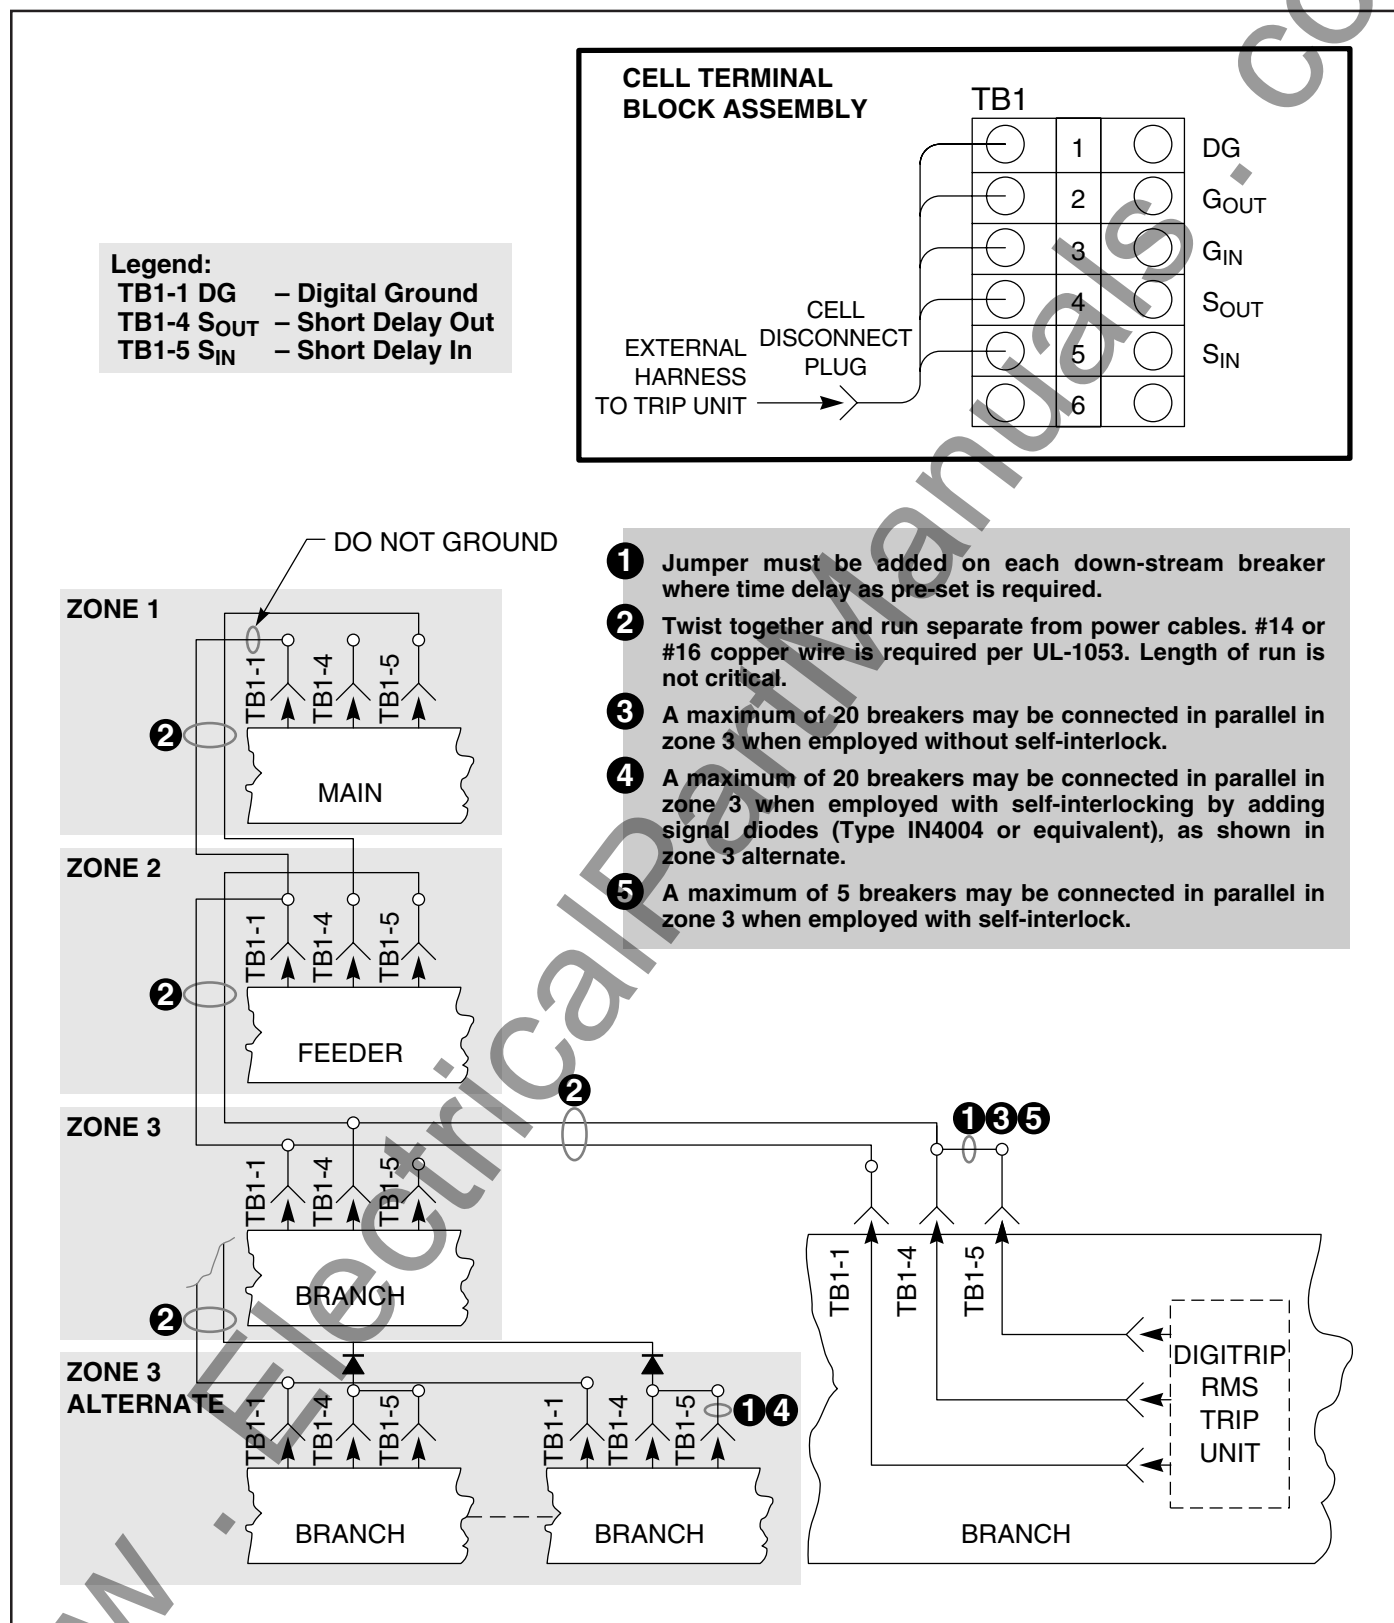 CELL TERMINAL
BLOCK ASSEMBLY
TB1
1 DG
2 GOUT
3 GIN
4 SOUT
5 SIN
6
CELL
DISCONNECT
PLUG
EXTERNAL
HARNESS
TO TRIP UNIT
Legend:
TB1-1 DG – Digital Ground
TB1-4 SOUT – Short Delay Out
TB1-5 SIN – Short Delay In
DO NOT GROUND
1 Jumper must be added on each down-stream breaker
where time delay as pre-set is required.
2 Twist together and run separate from power cables. #14 or
#16 copper wire is required per UL-1053. Length of run is
not critical.
3 A maximum of 20 breakers may be connected in parallel in
zone 3 when employed without self-interlock.
4 A maximum of 20 breakers may be connected in parallel in
zone 3 when employed with self-interlocking by adding
signal diodes (Type IN4004 or equivalent), as shown in
zone 3 alternate.
5 A maximum of 5 breakers may be connected in parallel in
zone 3 when employed with self-interlock.
ZONE 1
TB1-1 TB1-4 TB1-5
2
MAIN
ZONE 2
TB1-1 TB1-4 TB1-5
2
FEEDER
2
ZONE 3
1 3 5
TB1-1 TB1-4 TB1-5
BRANCH
2
TB1-1 TB1-4 TB1-5
DIGITRIP
RMS
TRIP
UNIT
BRANCH
ZONE 3
ALTERNATE
TB1-1 TB1-4 TB1-5
TB1-1 TB1-4 TB1-5
1 4
BRANCH
BRANCH
w . ElectricalPartManuals . co